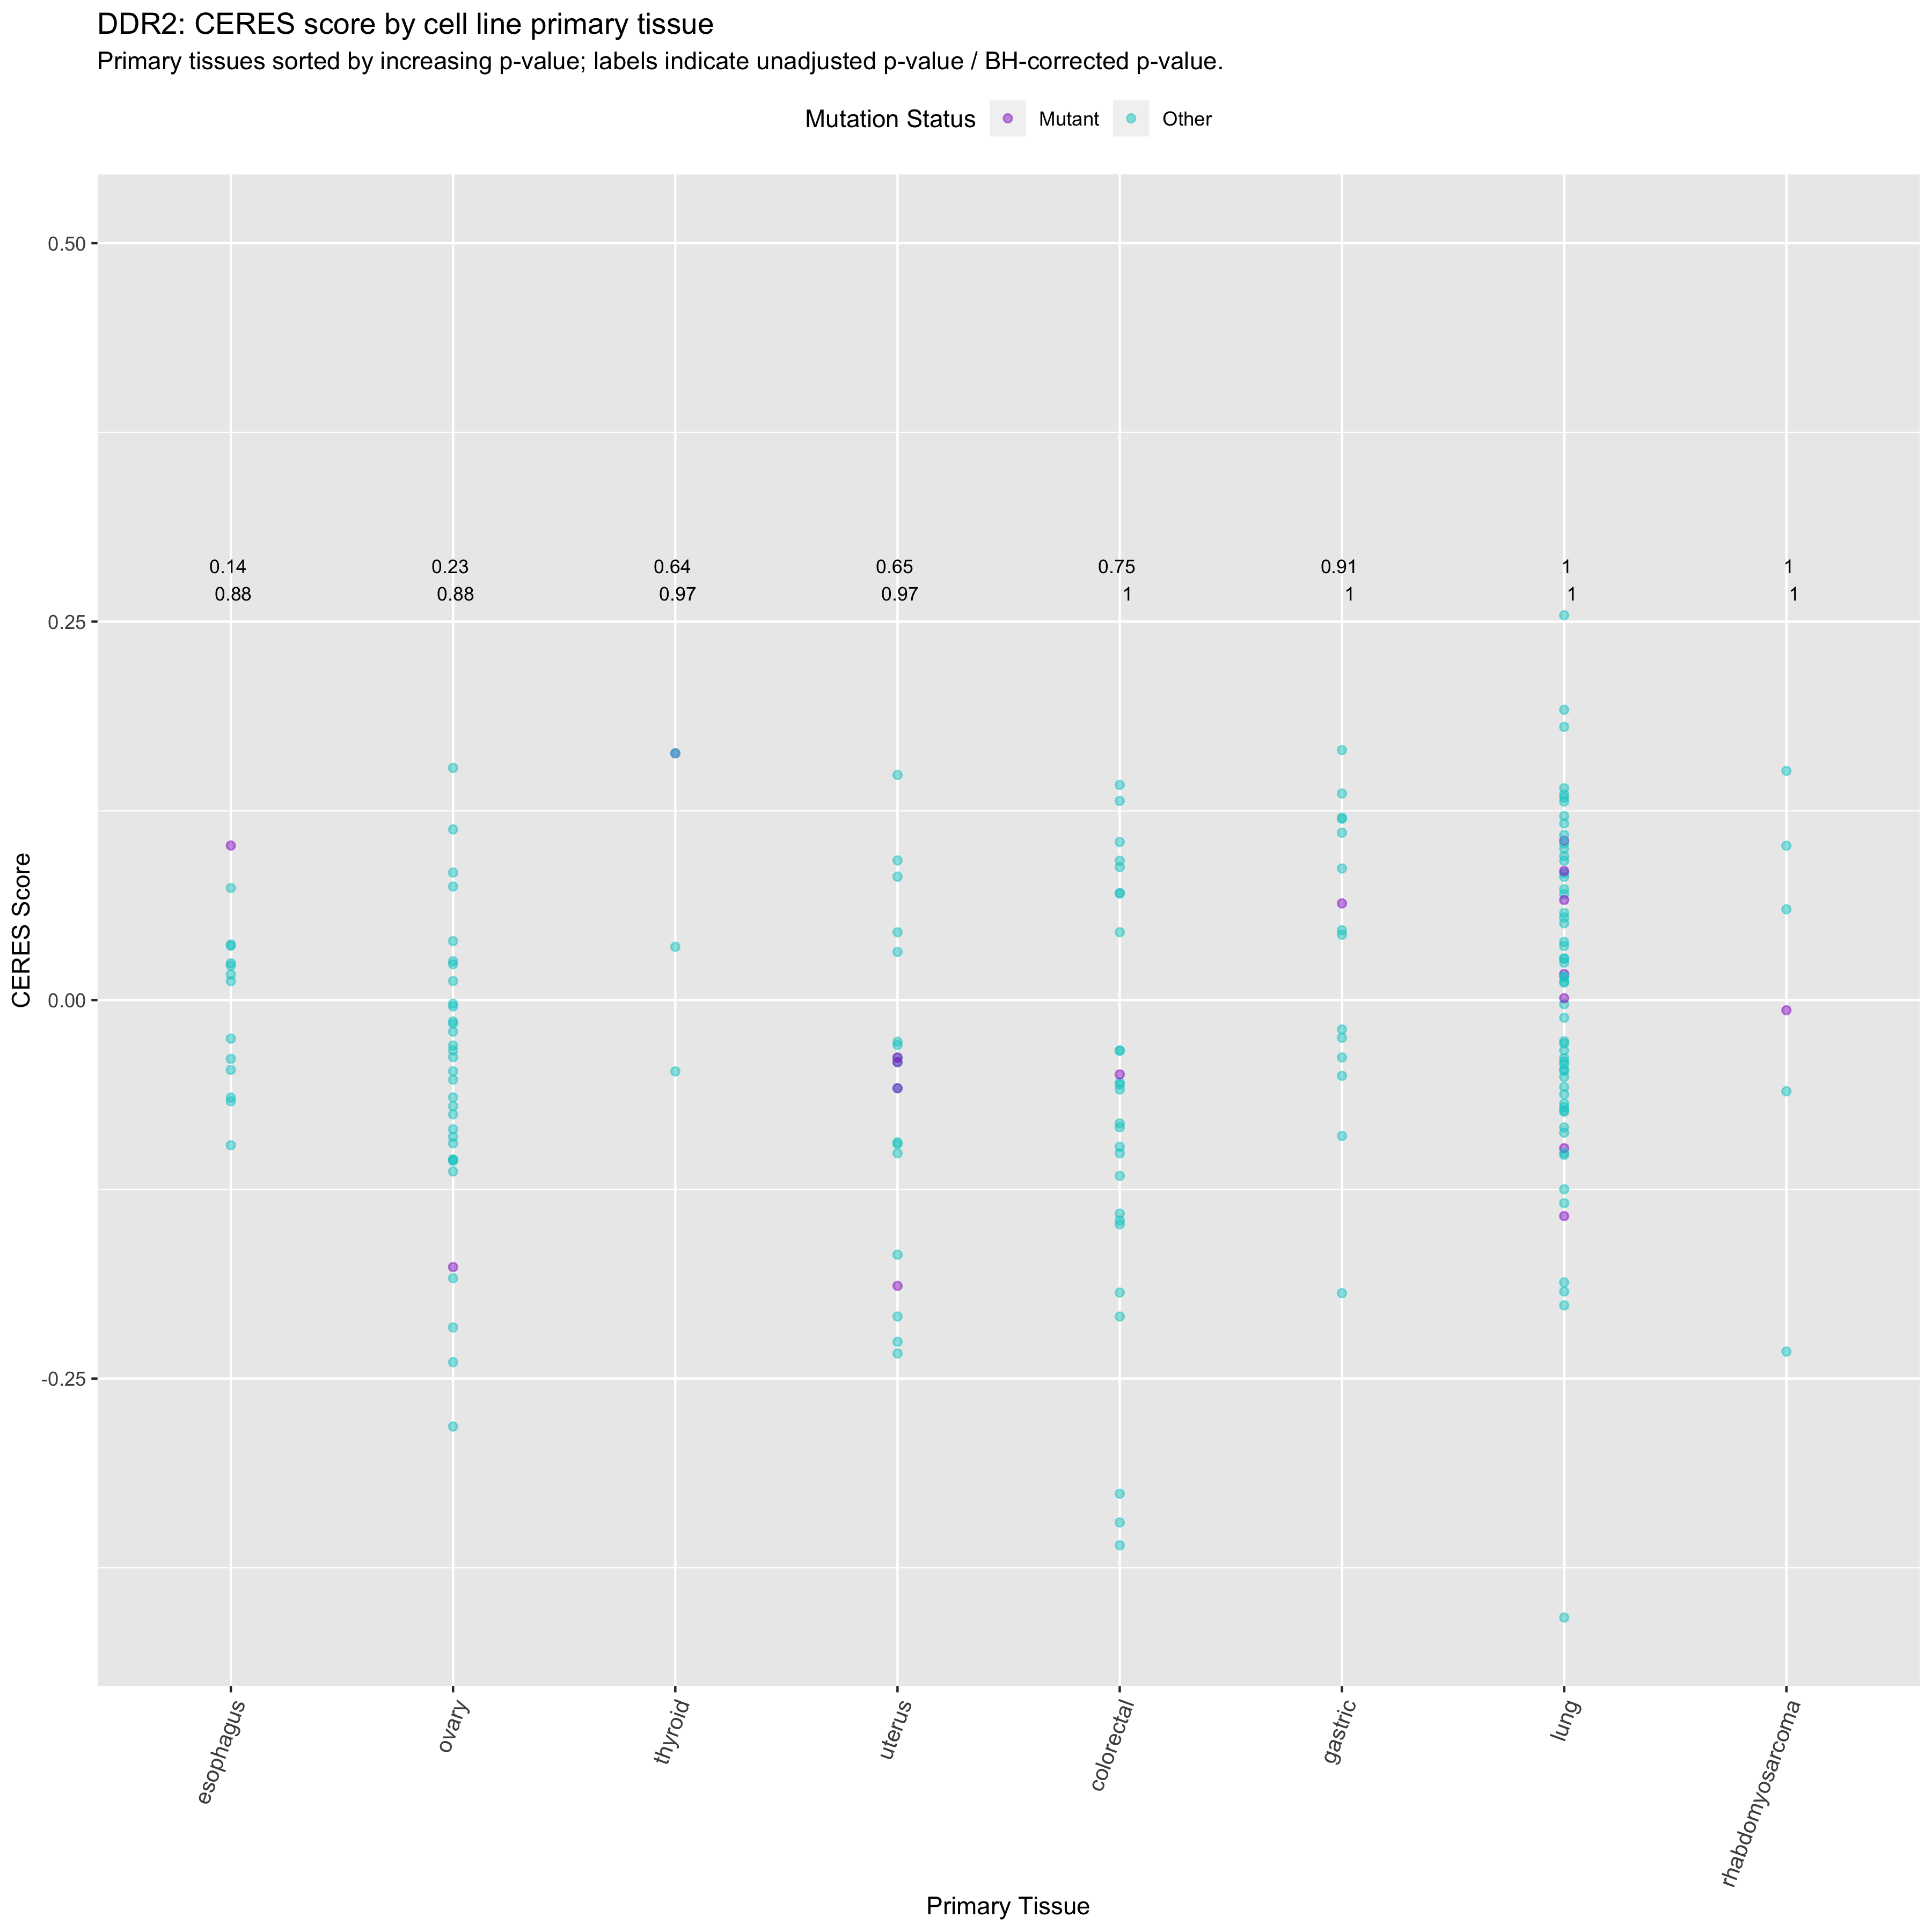 DDR2: CERES score by cell line primary tissue
Primary tissues sorted by increasing p-value; labels indicate unadjusted p-value / BH-corrected p-value.
Mutation Status Mutant Other
0.50
0.14 0.23 0.64 0.65 0.75 0.91 1 1
0.88 0.88 0.97 0.97 1 1 1 1
0.25
CERES Score
0.00
-0.25
esophagus ovary thyroid uterus colorectal gastric lung rhabdomyosarcoma
Primary Tissue